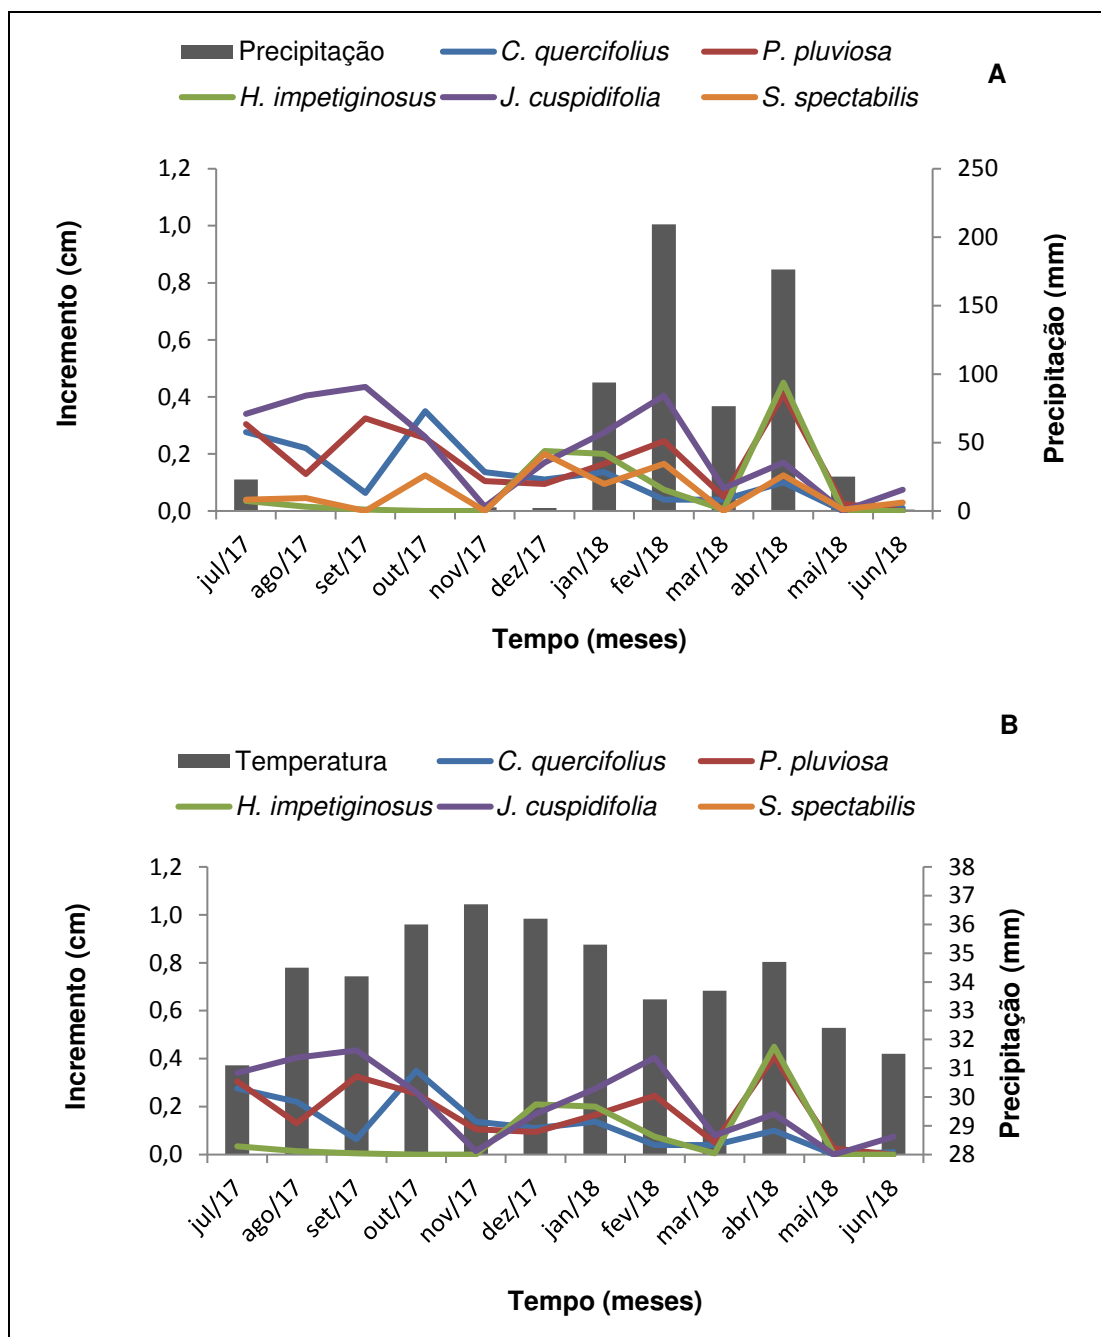 Precipitação C. quercifolius P. pluviosa
A
H. impetiginosus J. cuspidifolia S. spectabilis
1,2 250
1,0 200
0,8 150
0,6
0,4 100
0,2 50
0,0 0
Incremento (cm)
Precipitação (mm)
jul/17 ago/17 set/17 out/17 nov/17 dez/17 jan/18 fev/18 mar/18 abr/18 mai/18 jun/18
Tempo (meses)
B
Temperatura C. quercifolius P. pluviosa
H. impetiginosus J. cuspidifolia S. spectabilis
1,2 38
37
1,0 36
35
0,8 34
33
0,6 32
0,4 31
30
0,2 29
0,0 28
Incremento (cm)
Precipitação (mm)
jul/17 ago/17 set/17 out/17 nov/17 dez/17 jan/18 fev/18 mar/18 abr/18 mai/18 jun/18
Tempo (meses)